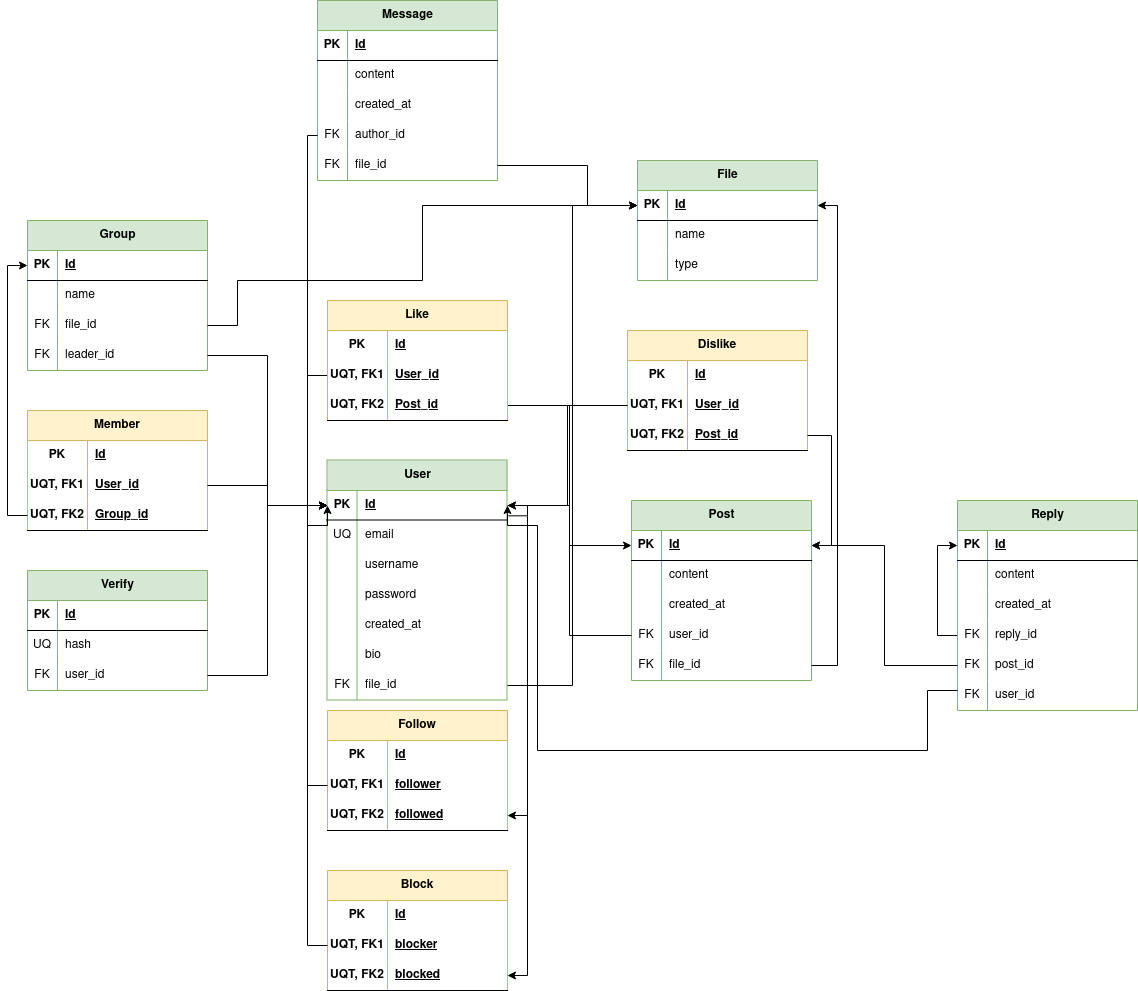 Message
PK Id
content
created_at
FK author_id
FK file_id
File
PK Id
name
type
Group
PK Id
name
FK file_id
FK leader_id
Like
PK Id
UQT, FK1 User_id
UQT, FK2 Post_id
Dislike
PK Id
UQT, FK1 User_id
UQT, FK2 Post_id
Member
PK Id
UQT, FK1 User_id
UQT, FK2 Group_id
User
PK Id
UQ email
username
password
created_at
bio
FK file_id
Post
PK Id
content
created_at
FK user_id
FK file_id
Reply
PK Id
content
created_at
FK reply_id
FK post_id
FK user_id
Verify
PK Id
UQ hash
FK user_id
Follow
PK Id
UQT, FK1 follower
UQT, FK2 followed
Block
PK Id
UQT, FK1 blocker
UQT, FK2 blocked